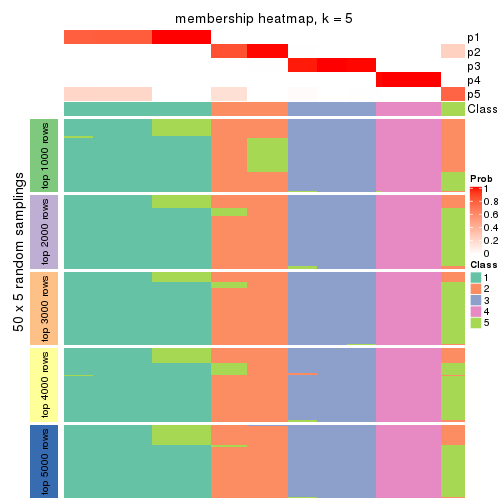 membership heatmap, k = 5
p1
p2
p3
p4
p5
Class
50 x 5 random samplings
top 1000 rows
top 2000 rows
top 3000 rows
top 4000 rows
top 5000 rows
Prob
1
0.8
0.6
0.4
0.2
0
Class
1
2
3
4
5